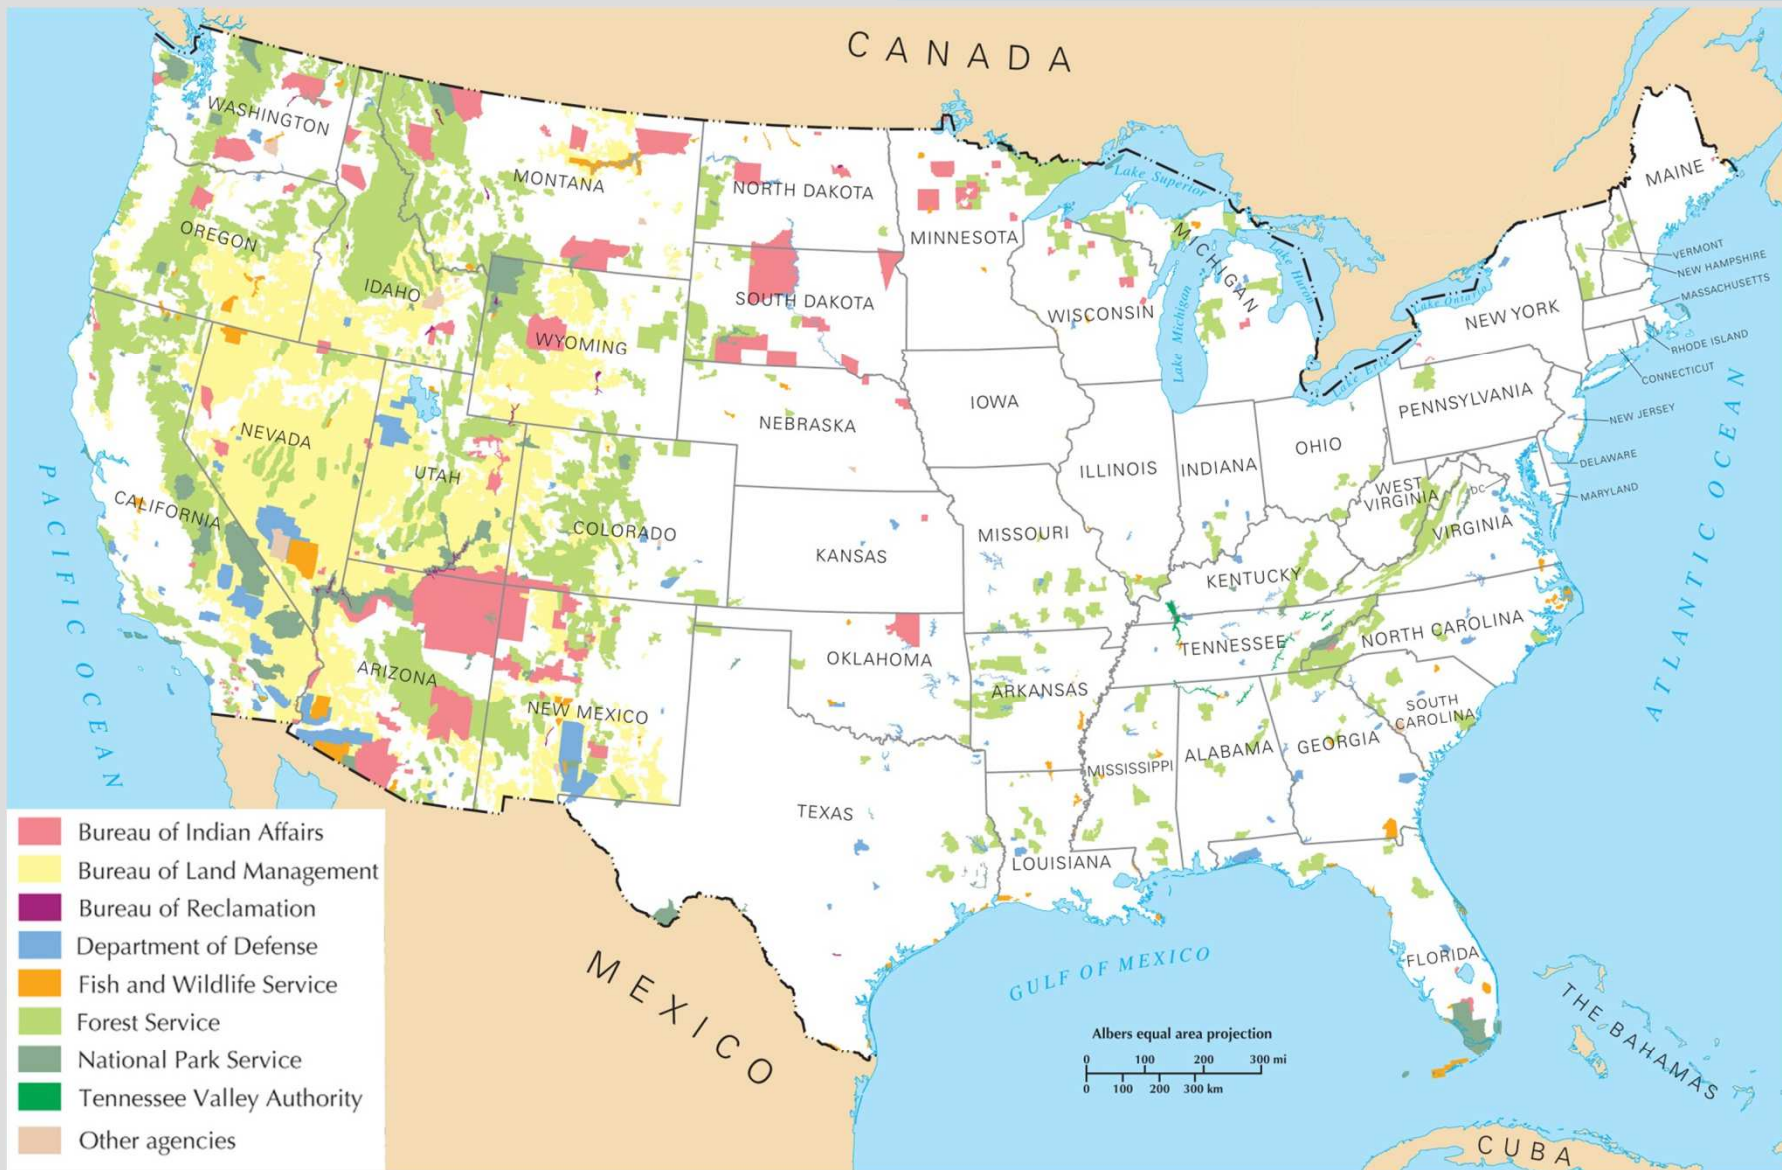 CANADA
WASHINGTON
MONTANA
NORTH DAKOTA
MINNESOTA
Lake Superior
MAINE
OREGON
IDAHO
SOUTH DAKOTA
WISCONSIN
MICHIGAN
Lake Huron
Lake Michigan
VERMONT
NEW HAMPSHIRE
MASSACHUSETTS
Lake Ontario
NEW YORK
RHODE ISLAND
CONNECTICUT
WYOMING
Lake Erie
PENNSYLVANIA
NEW JERSEY
NEBRASKA
IOWA
NEVADA
UTAH
ILLINOIS
INDIANA
OHIO
DELAWARE
MARYLAND
DC
WEST
VIRGINIA
VIRGINIA
CALIFORNIA
COLORADO
KANSAS
MISSOURI
KENTUCKY
PACIFIC OCEAN
ATLANTIC OCEAN
ARIZONA
NEW MEXICO
OKLAHOMA
ARKANSAS
TENNESSEE
NORTH CAROLINA
SOUTH
CAROLINA
TEXAS
LOUISIANA
MISSISSIPPI
ALABAMA
GEORGIA
FLORIDA
MEXICO
GULF OF MEXICO
THE BAHAMAS
CUBA
Bureau of Indian Affairs
Bureau of Land Management
Bureau of Reclamation
Department of Defense
Fish and Wildlife Service
Forest Service
National Park Service
Tennessee Valley Authority
Other agencies
Albers equal area projection
0 100 200 300 mi
0 100 200 300 km